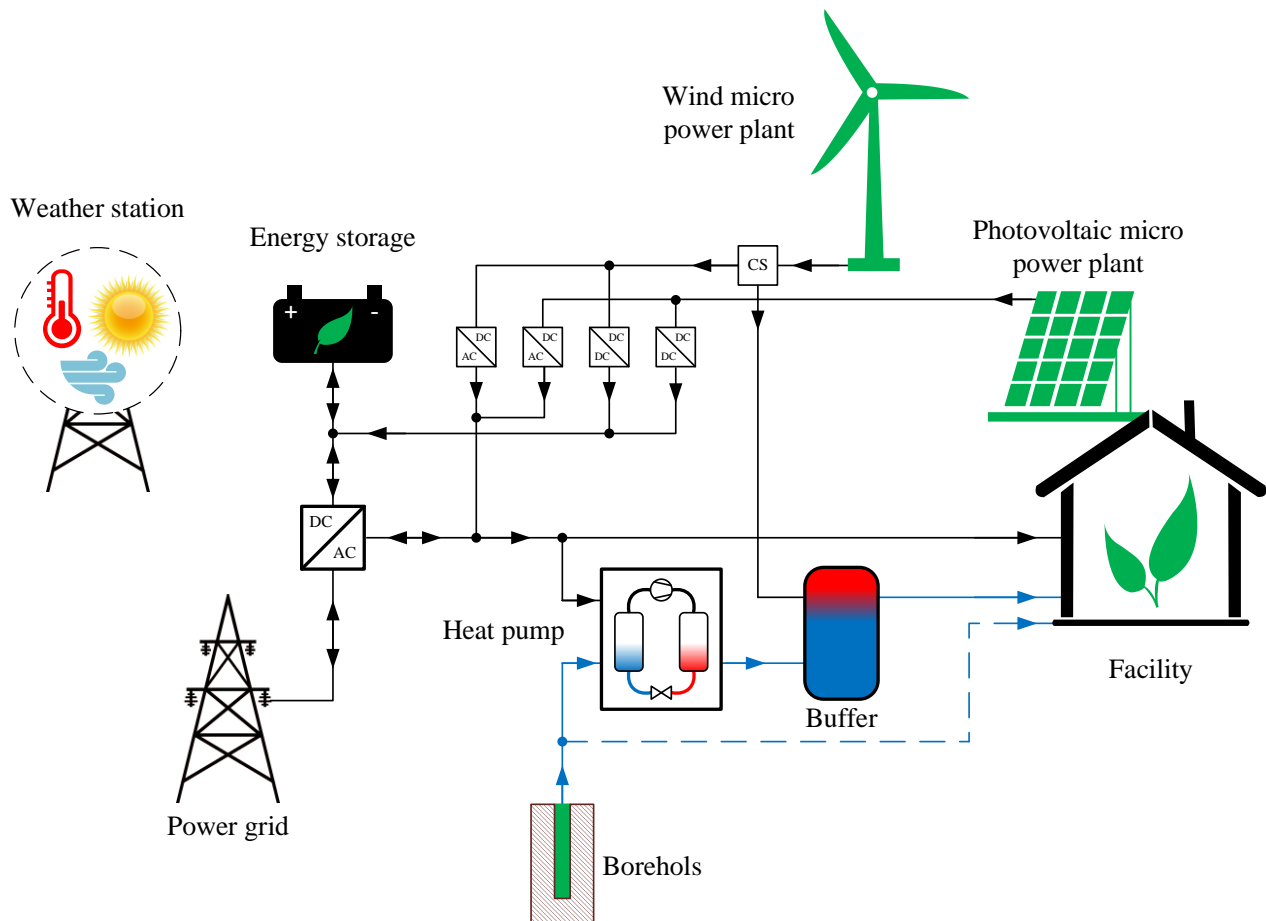 Wind micro
power plant
Weather station
Energy storage
Photovoltaic micro
power plant
CS
+ -
DC
AC
DC
AC
DC
DC
DC
DC
DC
AC
Heat pump
Facility
Buffer
Power grid
Borehols